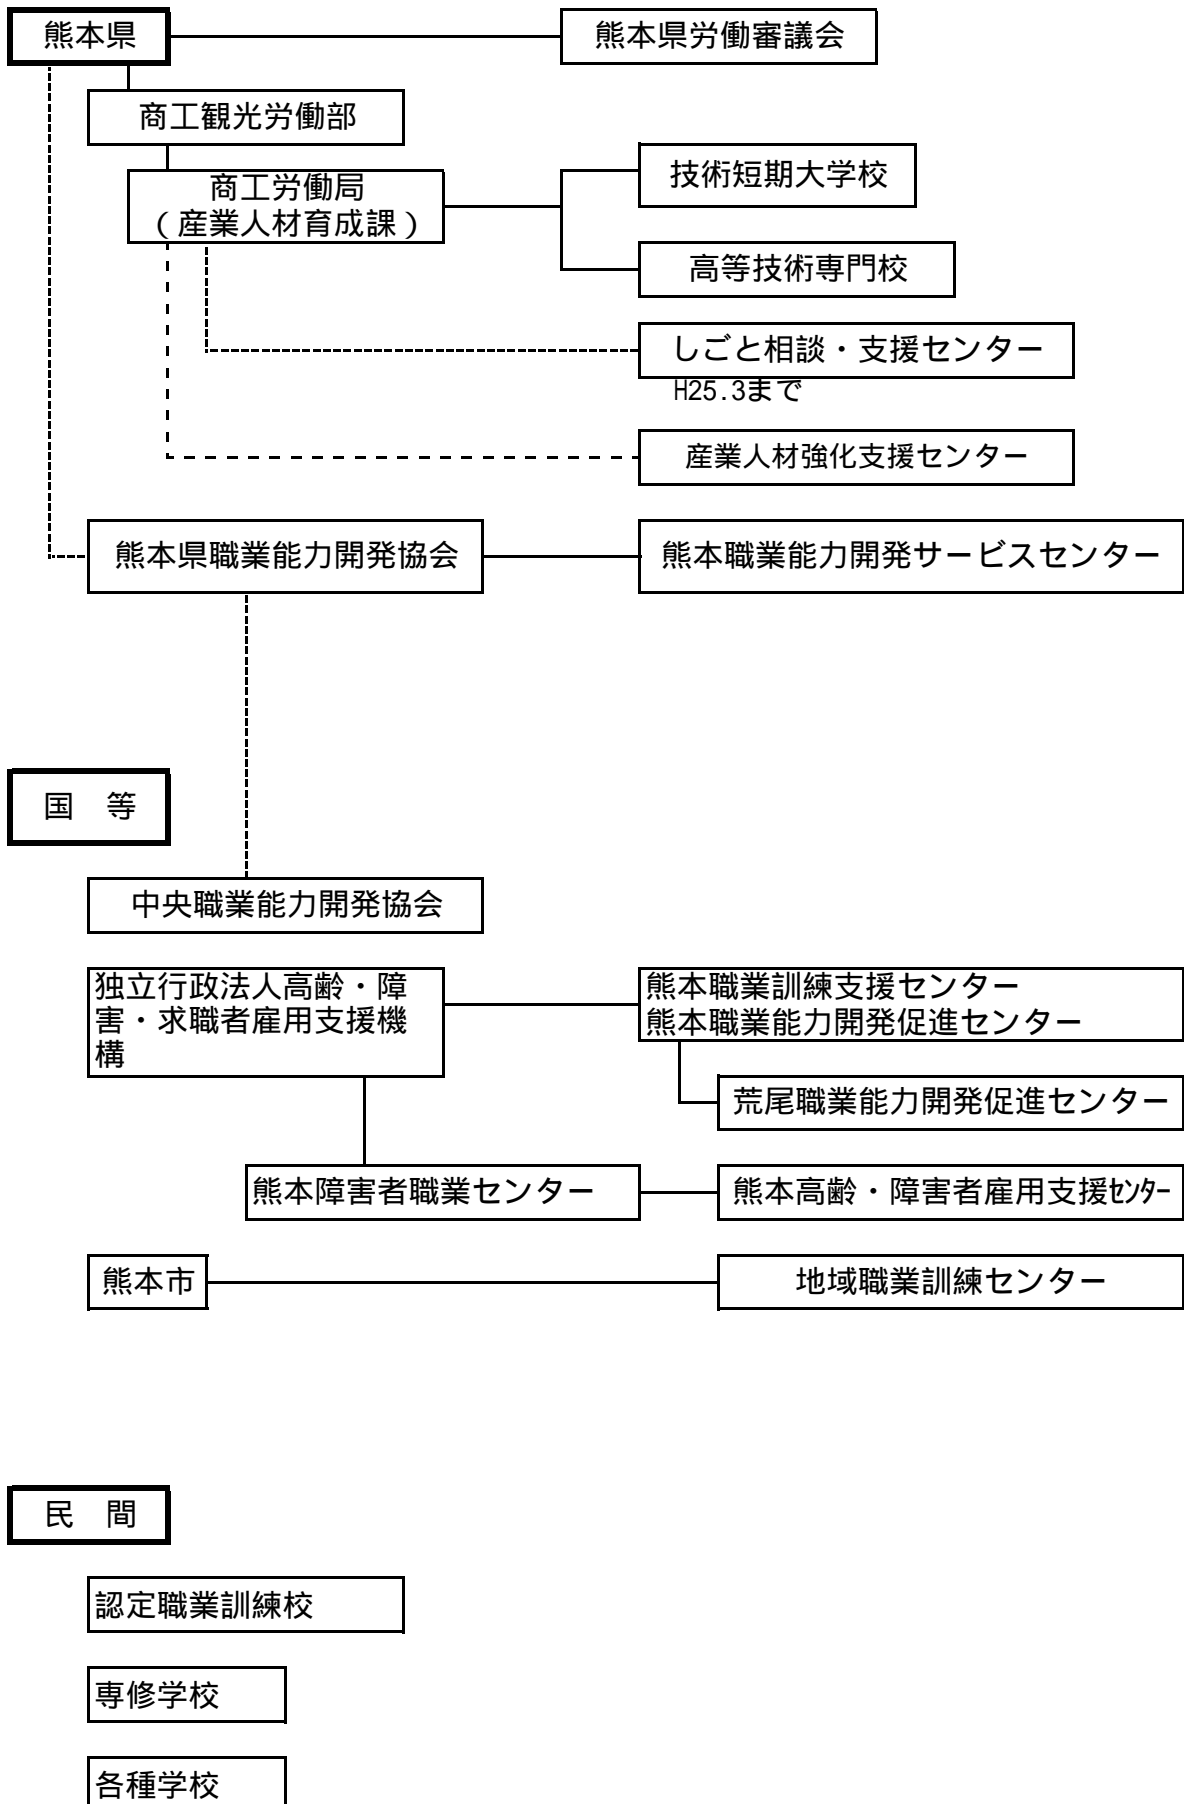 熊本県
熊本県労働審議会
商工観光労働部
商工労働局
（産業人材育成課）
技術短期大学校
高等技術専門校
しごと相談・支援センター
H25.3まで
産業人材強化支援センター
熊本県職業能力開発協会
熊本職業能力開発サービスセンター
国　等
中央職業能力開発協会
独立行政法人高齢・障
害・求職者雇用支援機
構
熊本職業訓練支援センター
熊本職業能力開発促進センター
荒尾職業能力開発促進センター
熊本障害者職業センター
熊本高齢・障害者雇用支援ｾﾝﾀｰ
熊本市
地域職業訓練センター
民　間
認定職業訓練校
専修学校
各種学校